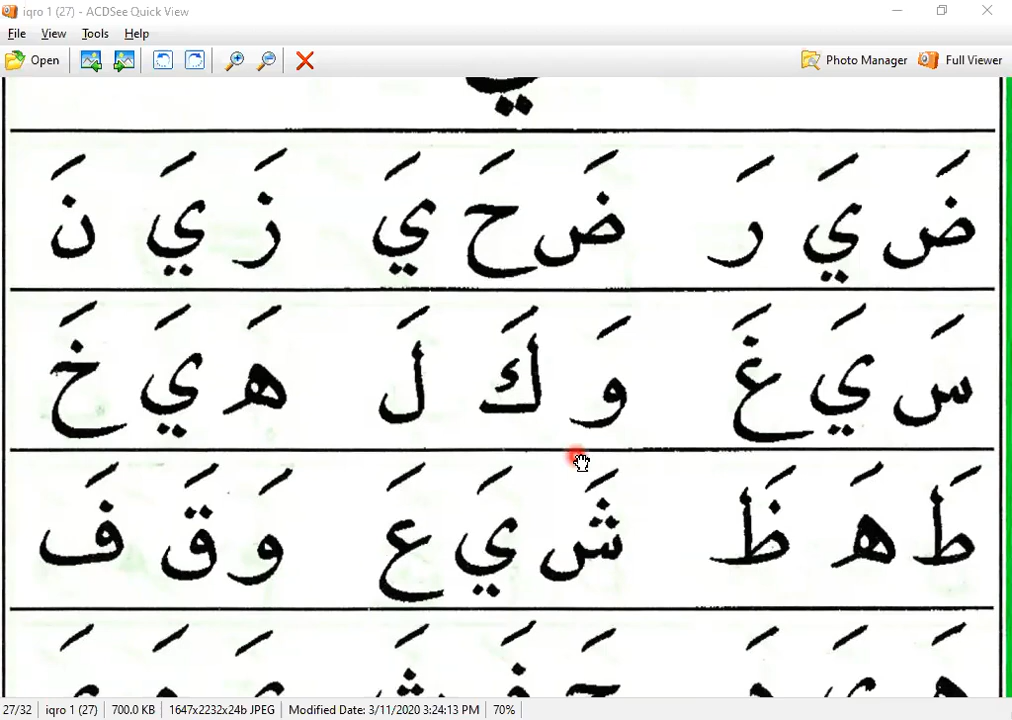 iqro 1 (27) - ACDSee Quick View
File View Tools Help
Open Photo Manager Full Viewer
ضَ يَ رَ ضَ حَ يَ زَ يَ نَ
سَ يَ غَ وَ كَ لَ هَ يَ خَ
طَ هَ ظَ شَ يَ عَ وَ قَ فَ
27/32 iqro 1 (27) 700.0 KB 1647x2232x24b JPEG Modified Date: 3/11/2020 3:24:13 PM 70%